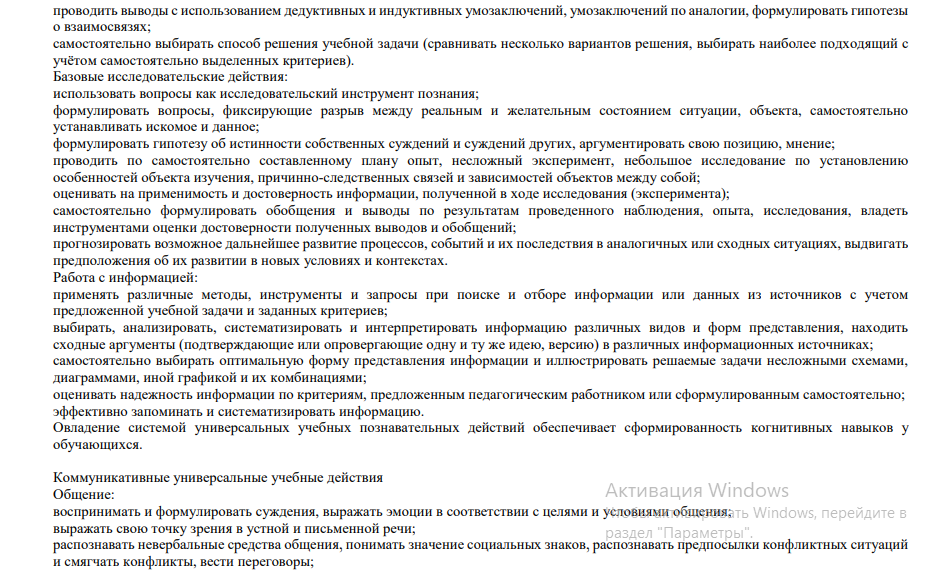 проводить выводы с использованием дедуктивных и индуктивных умозаключений, умозаключений по аналогии, формулировать гипотезы
о взаимосвязях;
самостоятельно выбирать способ решения учебной задачи (сравнивать несколько вариантов решения, выбирать наиболее подходящий с
учётом самостоятельно выделенных критериев).
Базовые исследовательские действия:
использовать вопросы как исследовательский инструмент познания;
формулировать вопросы, фиксирующие разрыв между реальным и желательным состоянием ситуации, объекта, самостоятельно
устанавливать искомое и данное;
формулировать гипотезу об истинности собственных суждений и суждений других, аргументировать свою позицию, мнение;
проводить по самостоятельно составленному плану опыт, несложный эксперимент, небольшое исследование по установлению
особенностей объекта изучения, причинно-следственных связей и зависимостей объектов между собой;
оценивать на применимость и достоверность информации, полученной в ходе исследования (эксперимента);
самостоятельно формулировать обобщения и выводы по результатам проведенного наблюдения, опыта, исследования, владеть
инструментами оценки достоверности полученных выводов и обобщений;
прогнозировать возможное дальнейшее развитие процессов, событий и их последствия в аналогичных или сходных ситуациях, выдвигать
предположения об их развитии в новых условиях и контекстах.
Работа с информацией:
применять различные методы, инструменты и запросы при поиске и отборе информации или данных из источников с учетом
предложенной учебной задачи и заданных критериев;
выбирать, анализировать, систематизировать и интерпретировать информацию различных видов и форм представления, находить
сходные аргументы (подтверждающие или опровергающие одну и ту же идею, версию) в различных информационных источниках;
самостоятельно выбирать оптимальную форму представления информации и иллюстрировать решаемые задачи несложными схемами,
диаграммами, иной графикой и их комбинациями;
оценивать надежность информации по критериям, предложенным педагогическим работником или сформулированным самостоятельно;
эффективно запоминать и систематизировать информацию.
Овладение системой универсальных учебных познавательных действий обеспечивает сформированность когнитивных навыков у
обучающихся.
Коммуникативные универсальные учебные действия
Общение:
воспринимать и формулировать суждения, выражать эмоции в соответствии с целями и условиями общения;
выражать свою точку зрения в устной и письменной речи;
распознавать невербальные средства общения, понимать значение социальных знаков, распознавать предпосылки конфликтных ситуаций
и смягчать конфликты, вести переговоры;
Активация Windows
Чтобы активировать Windows, перейдите в
раздел "Параметры".